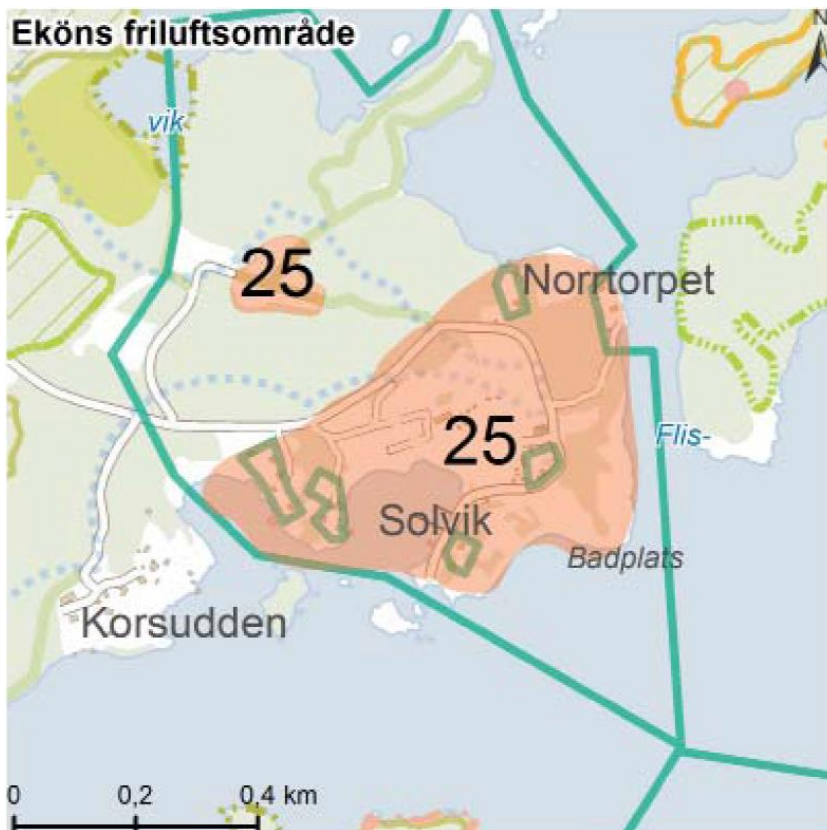 Eköns friluftsområde
N
vik
25
Norrtorpet
25
Flis-
Solvik
Badplats
Korsudden
0 0,2 0,4 km